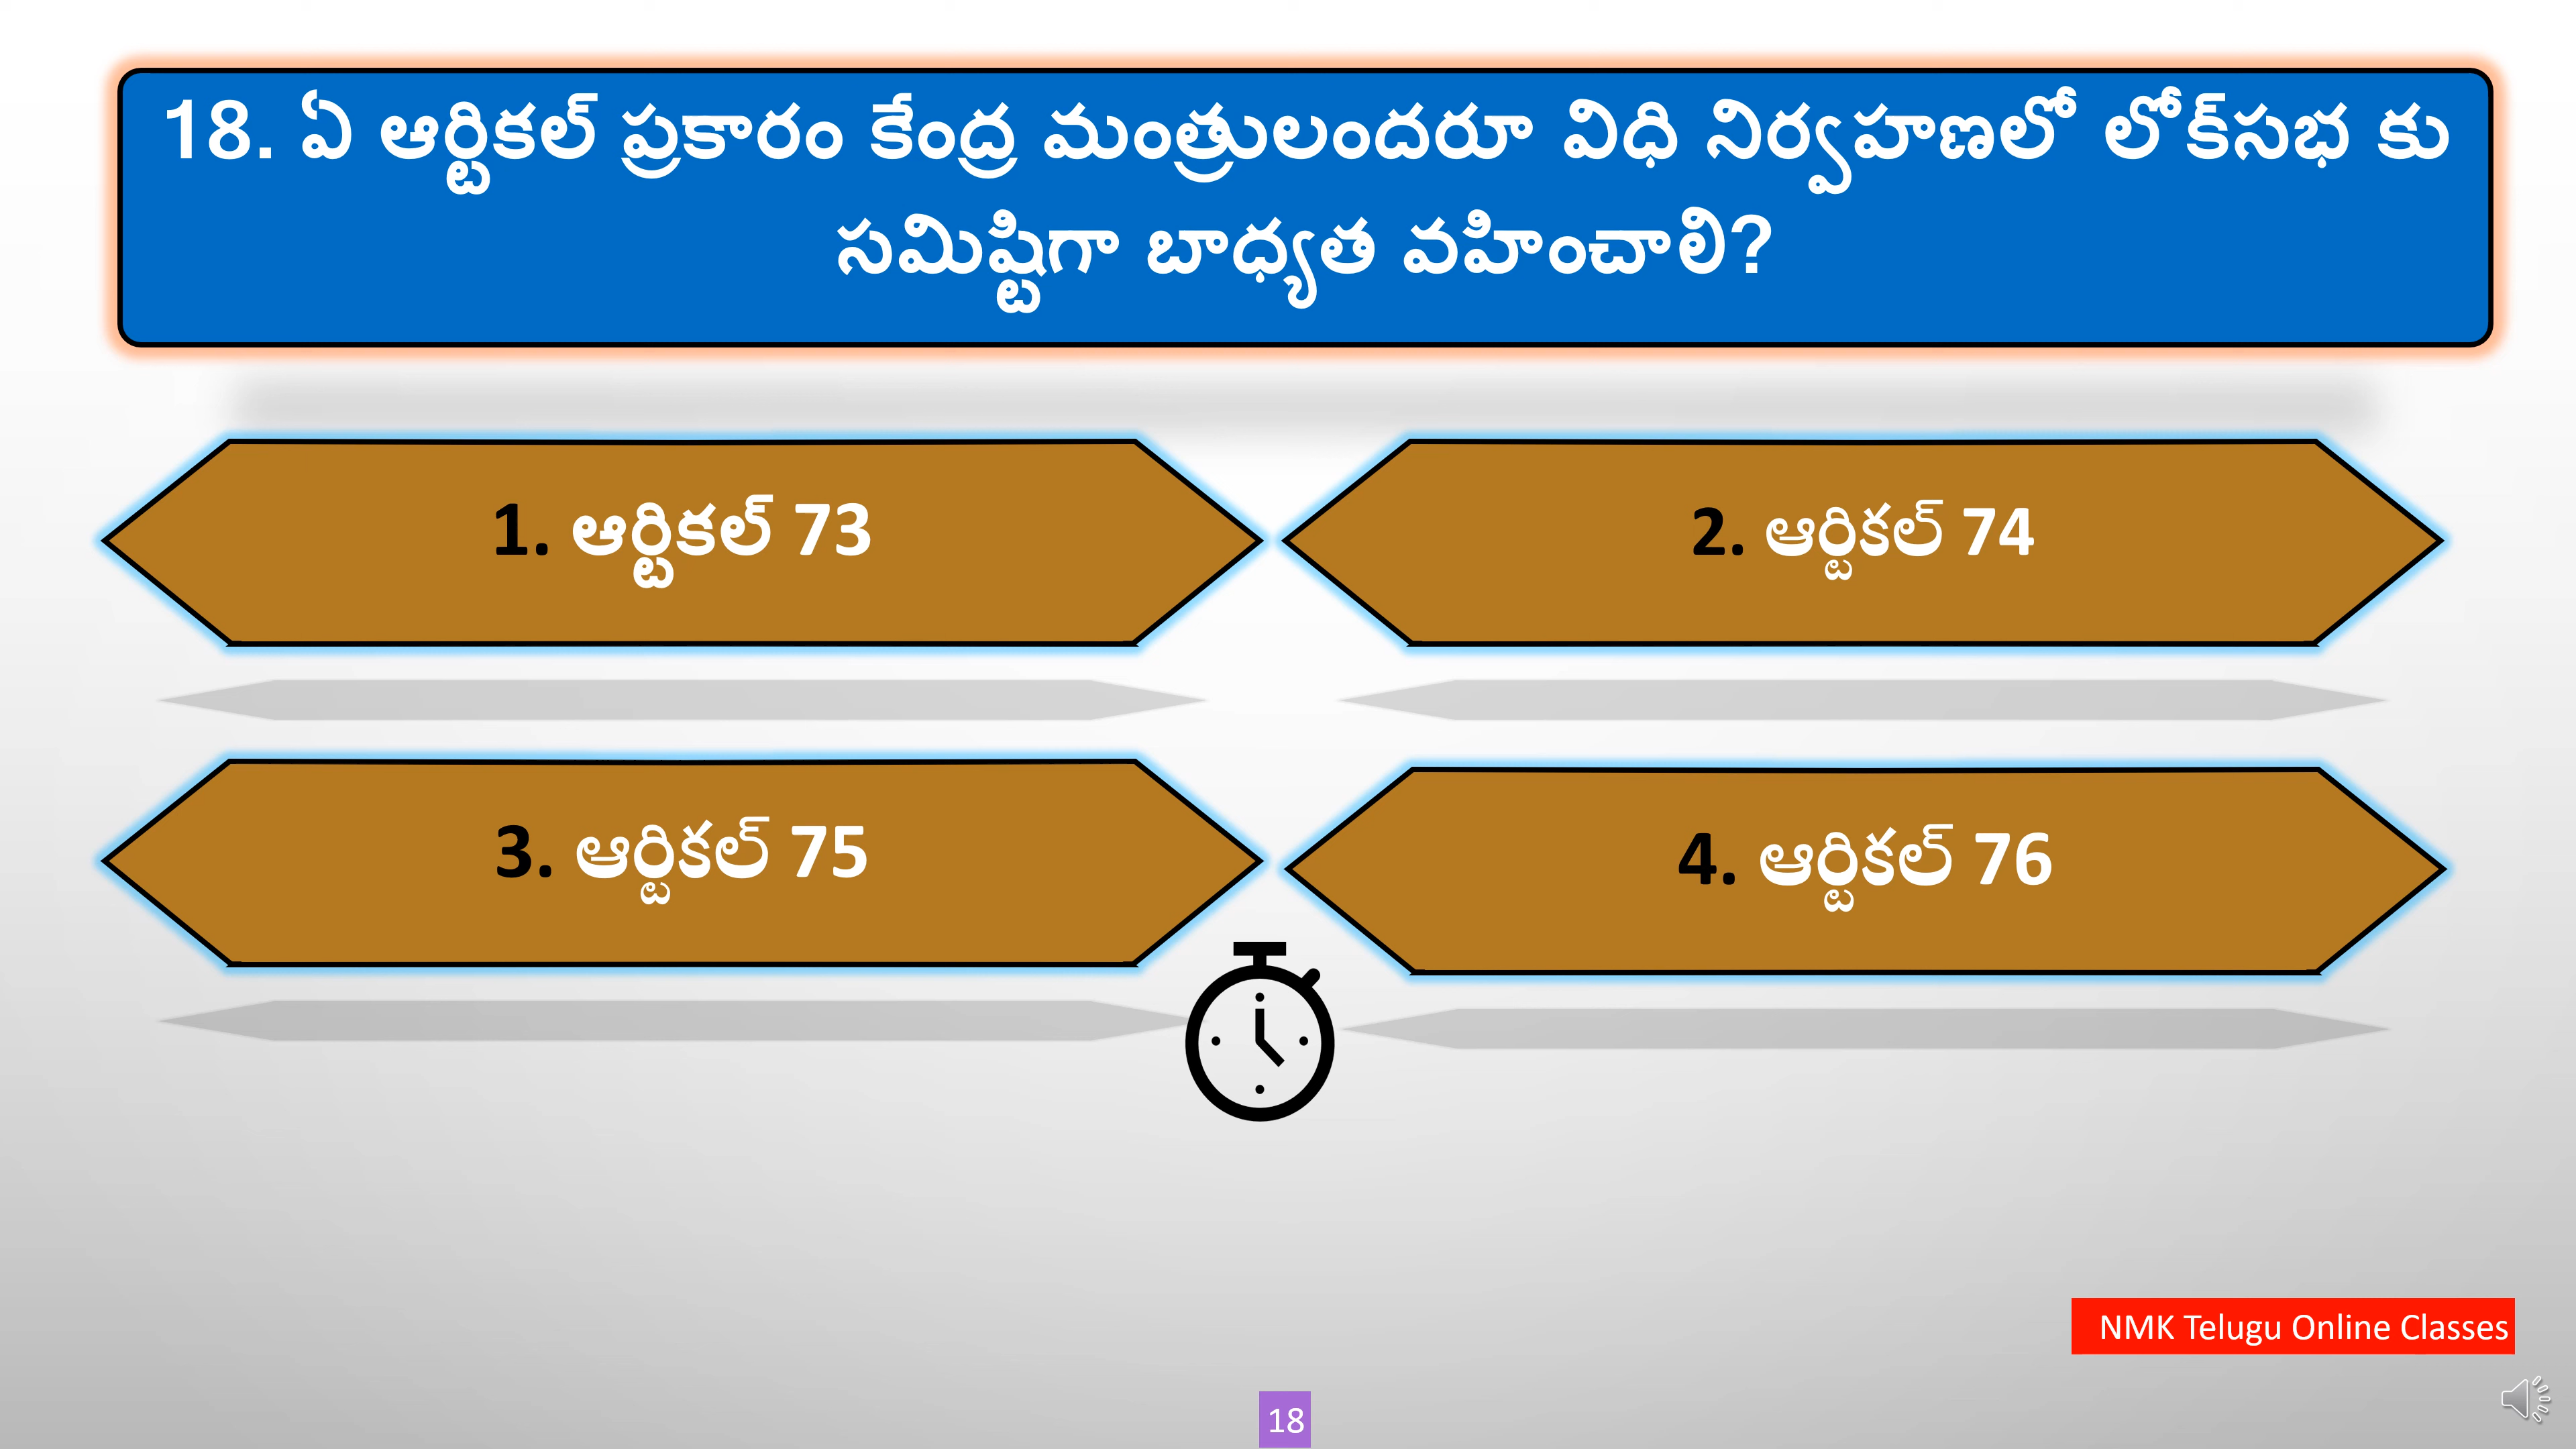 18. ఏ ఆర్టికల్ ప్రకారం కేంద్ర మంత్రులందరూ విధి నిర్వహణలో లోక్‌సభ కు
సమిష్టిగా బాధ్యత వహించాలి?
1. ఆర్టికల్ 73
2. ఆర్టికల్ 74
3. ఆర్టికల్ 75
4. ఆర్టికల్ 76
NMK Telugu Online Classes
18